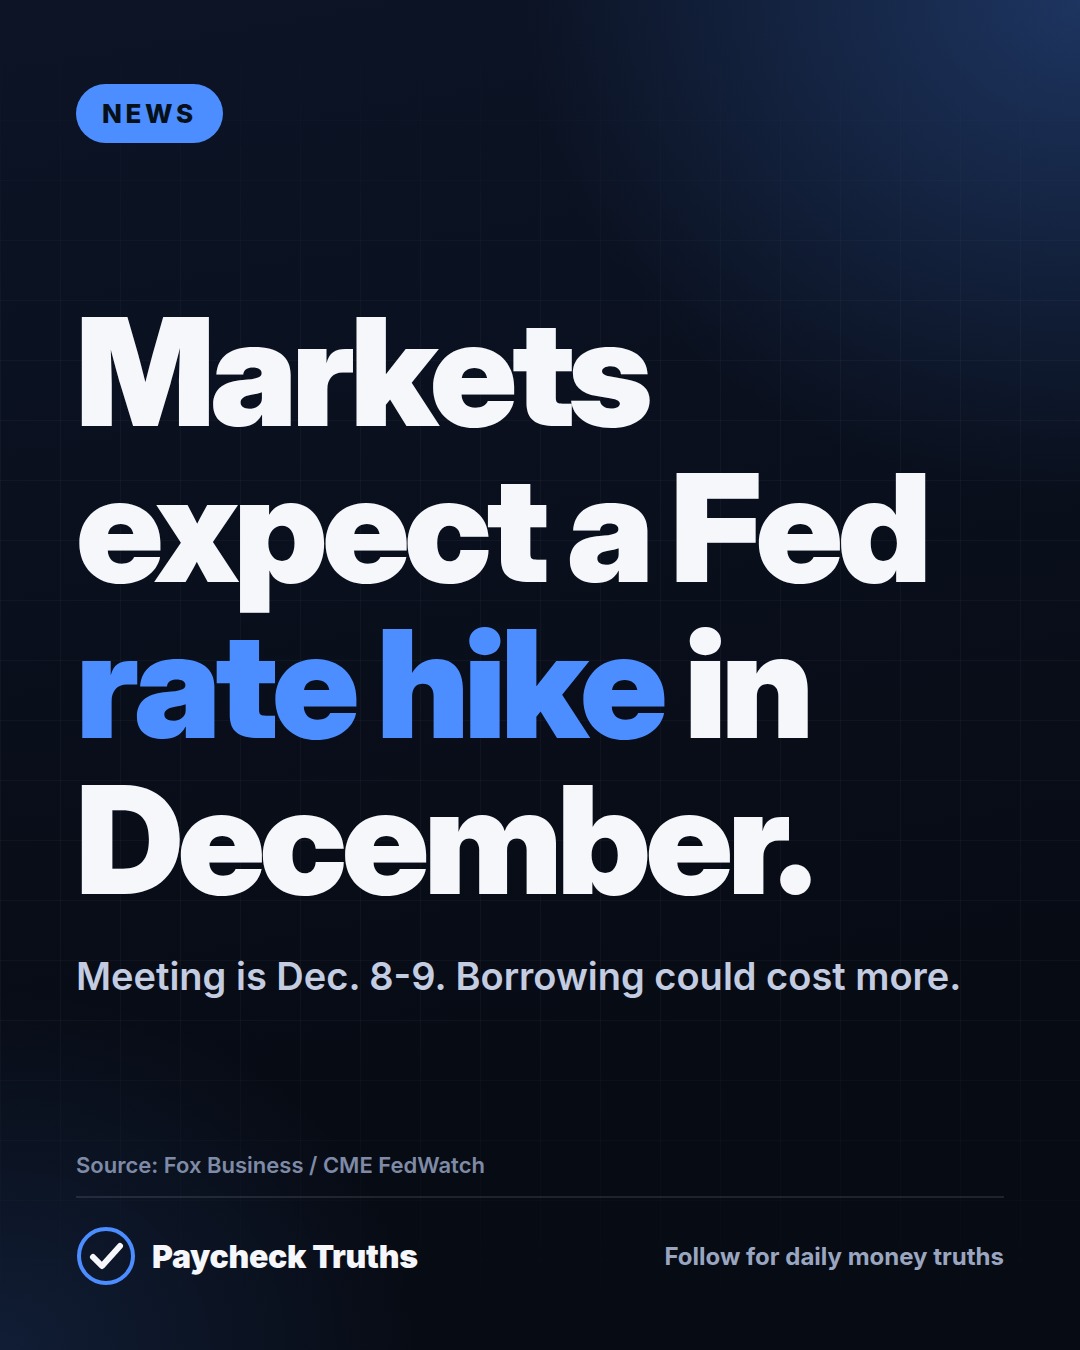 NEWS
Markets
expect a Fed
rate hike in
December.
Meeting is Dec. 8-9. Borrowing could cost more.
Source: Fox Business / CME FedWatch
Paycheck Truths
Follow for daily money truths